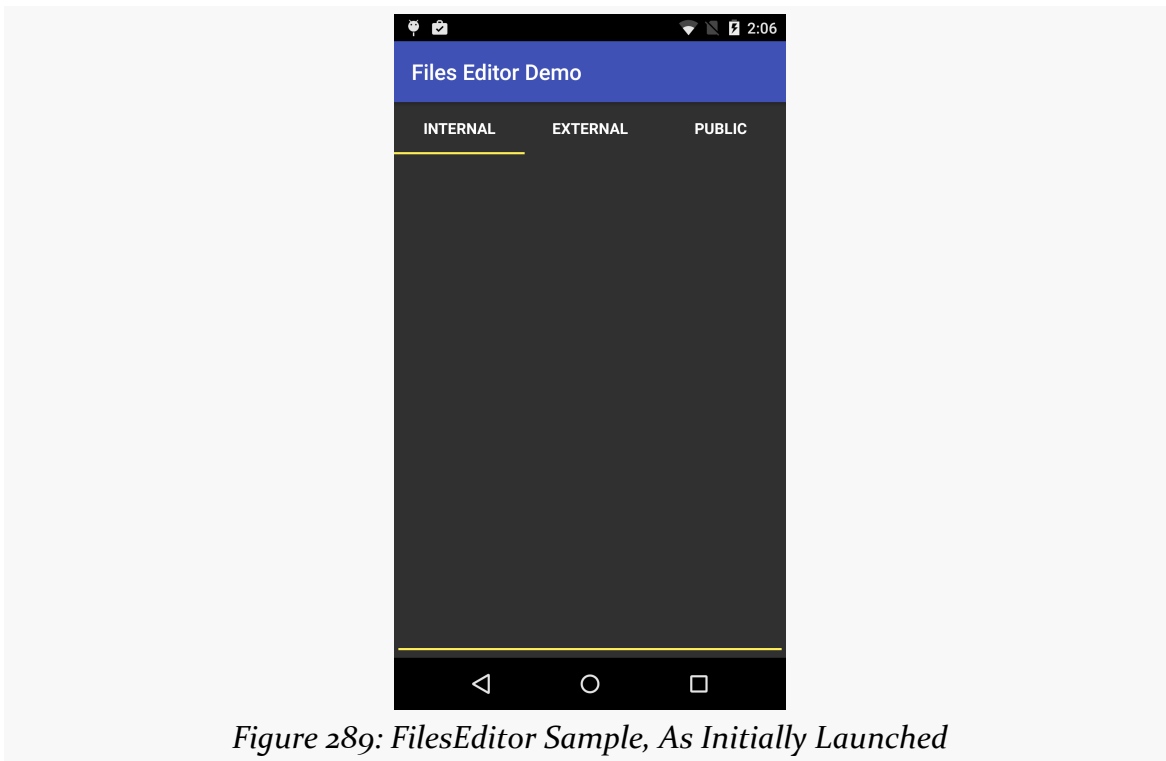 2:06
Files Editor Demo
INTERNAL EXTERNAL PUBLIC
Figure 289: FilesEditor Sample, As Initially Launched